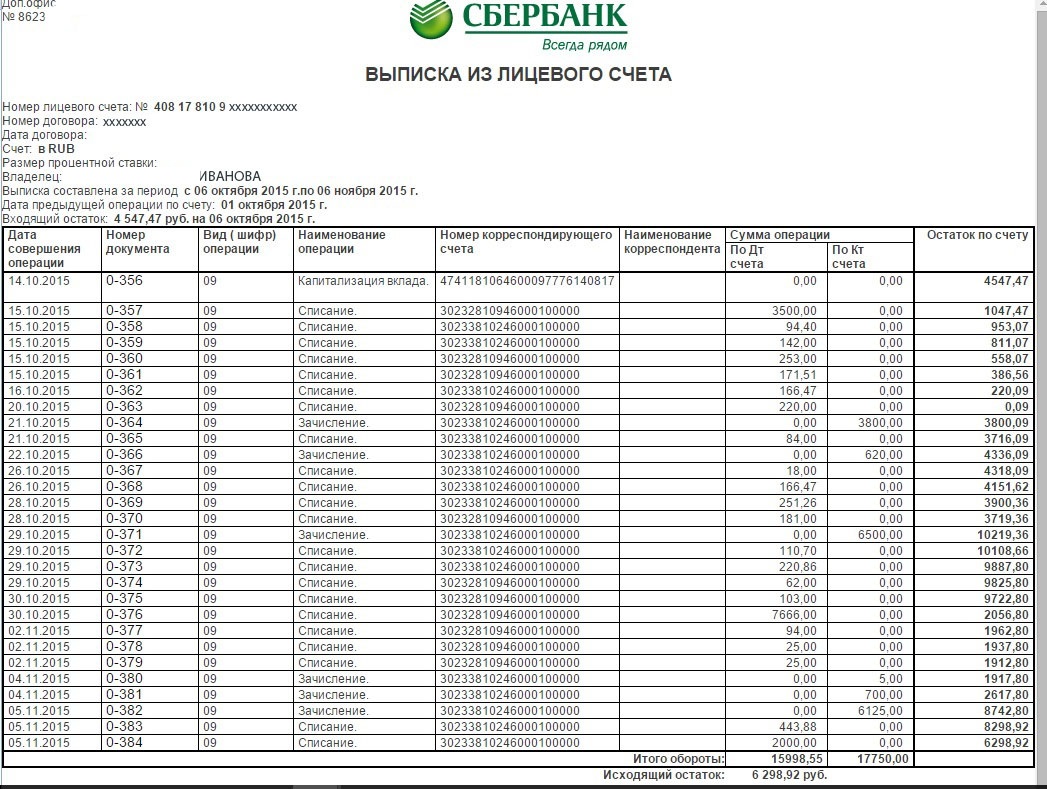 Доп.офис
№ 8623
СБЕРБАНК
Всегда рядом
ВЫПИСКА ИЗ ЛИЦЕВОГО СЧЕТА
Номер лицевого счета: № 408 17 810 9 xxxxxxxxxxx
Номер договора: xxxxxxx
Дата договора:
Счет: в RUB
Размер процентной ставки:
Владелец: ИВАНОВА
Выписка составлена за период с 06 октября 2015 г.по 06 ноября 2015 г.
Дата предыдущей операции по счету: 01 октября 2015 г.
Входящий остаток: 4 547,47 руб. на 06 октября 2015 г.
Дата совершения операции Номер документа Вид ( шифр) операции Наименование операции Номер корреспондирующего счета Наименование корреспондента Сумма операции По Дт счета По Кт счета Остаток по счету
14.10.2015 0-356 09 Капитализация вклада. 47411810646000977761​40817 0,00 0,00 4547,47
15.10.2015 0-357 09 Списание. 30232810946000100000 3500,00 0,00 1047,47
15.10.2015 0-358 09 Списание. 30233810246000100000 94,40 0,00 953,07
15.10.2015 0-359 09 Списание. 30233810246000100000 142,00 0,00 811,07
15.10.2015 0-360 09 Списание. 30232810946000100000 253,00 0,00 558,07
15.10.2015 0-361 09 Списание. 30232810946000100000 171,51 0,00 386,56
16.10.2015 0-362 09 Списание. 30233810246000100000 166,47 0,00 220,09
20.10.2015 0-363 09 Списание. 30232810946000100000 220,00 0,00 0,09
21.10.2015 0-364 09 Зачисление. 30233810246000100000 0,00 3800,00 3800,09
21.10.2015 0-365 09 Списание. 30233810246000100000 84,00 0,00 3716,09
22.10.2015 0-366 09 Зачисление. 30233810246000100000 0,00 620,00 4336,09
26.10.2015 0-367 09 Списание. 30233810246000100000 18,00 0,00 4318,09
26.10.2015 0-368 09 Списание. 30233810246000100000 166,47 0,00 4151,62
28.10.2015 0-369 09 Списание. 30233810246000100000 251,26 0,00 3900,36
28.10.2015 0-370 09 Списание. 30232810946000100000 181,00 0,00 3719,36
29.10.2015 0-371 09 Зачисление. 30233810246000100000 0,00 6500,00 10219,36
29.10.2015 0-372 09 Списание. 30233810246000100000 110,70 0,00 10108,66
29.10.2015 0-373 09 Списание. 30233810246000100000 220,86 0,00 9887,80
29.10.2015 0-374 09 Списание. 30232810946000100000 62,00 0,00 9825,80
30.10.2015 0-375 09 Списание. 30232810946000100000 103,00 0,00 9722,80
30.10.2015 0-376 09 Списание. 30233810246000100000 7666,00 0,00 2056,80
02.11.2015 0-377 09 Списание. 30232810946000100000 94,00 0,00 1962,80
02.11.2015 0-378 09 Списание. 30232810946000100000 25,00 0,00 1937,80
02.11.2015 0-379 09 Списание. 30232810946000100000 25,00 0,00 1912,80
04.11.2015 0-380 09 Зачисление. 30233810246000100000 0,00 5,00 1917,80
04.11.2015 0-381 09 Зачисление. 30233810246000100000 0,00 700,00 2617,80
05.11.2015 0-382 09 Зачисление. 30233810246000100000 0,00 6125,00 8742,80
05.11.2015 0-383 09 Списание. 30233810246000100000 443,88 0,00 8298,92
05.11.2015 0-384 09 Списание. 30233810246000100000 2000,00 0,00 6298,92
Итого обороты: 15998,55 17750,00
Исходящий остаток: 6 298,92 руб.